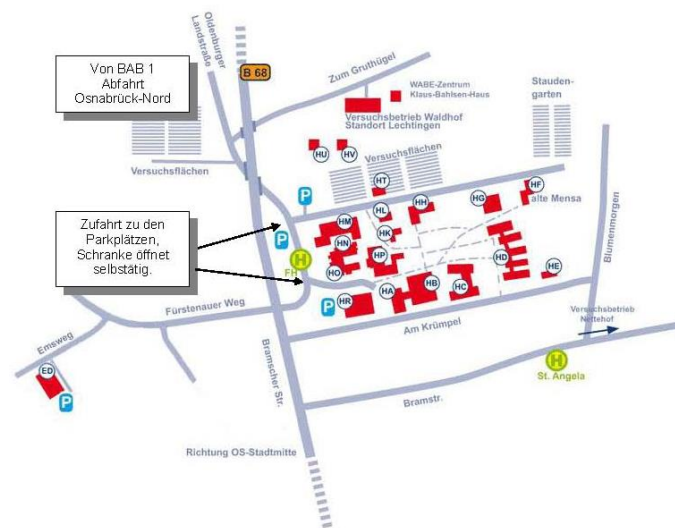 Oldenburger
Landstraße
B 68
Von BAB 1
Abfahrt
Osnabrück-Nord
Zum Gruthügel
WABE-Zentrum
Klaus-Bahlsen-Haus
Versuchsbetrieb Waldhof
Standort Lechtingen
Stauden-
garten
Versuchsflächen
HU
HV
Versuchsflächen
HT
HF
alte Mensa
HG
HH
HL
HK
HM
HN
HP
HO
P
P
Zufahrt zu den
Parkplätzen,
Schranke öffnet
selbstätig.
H
FH
HD
HE
HA
HB
HC
HR
P
Blumenmorgen
Fürstenauer Weg
Am Krümpel
Versuchsbetrieb
Nettehof
Emsweg
ED
P
Bramscher Str.
H
St. Angela
Bramstr.
Richtung OS-Stadtmitte